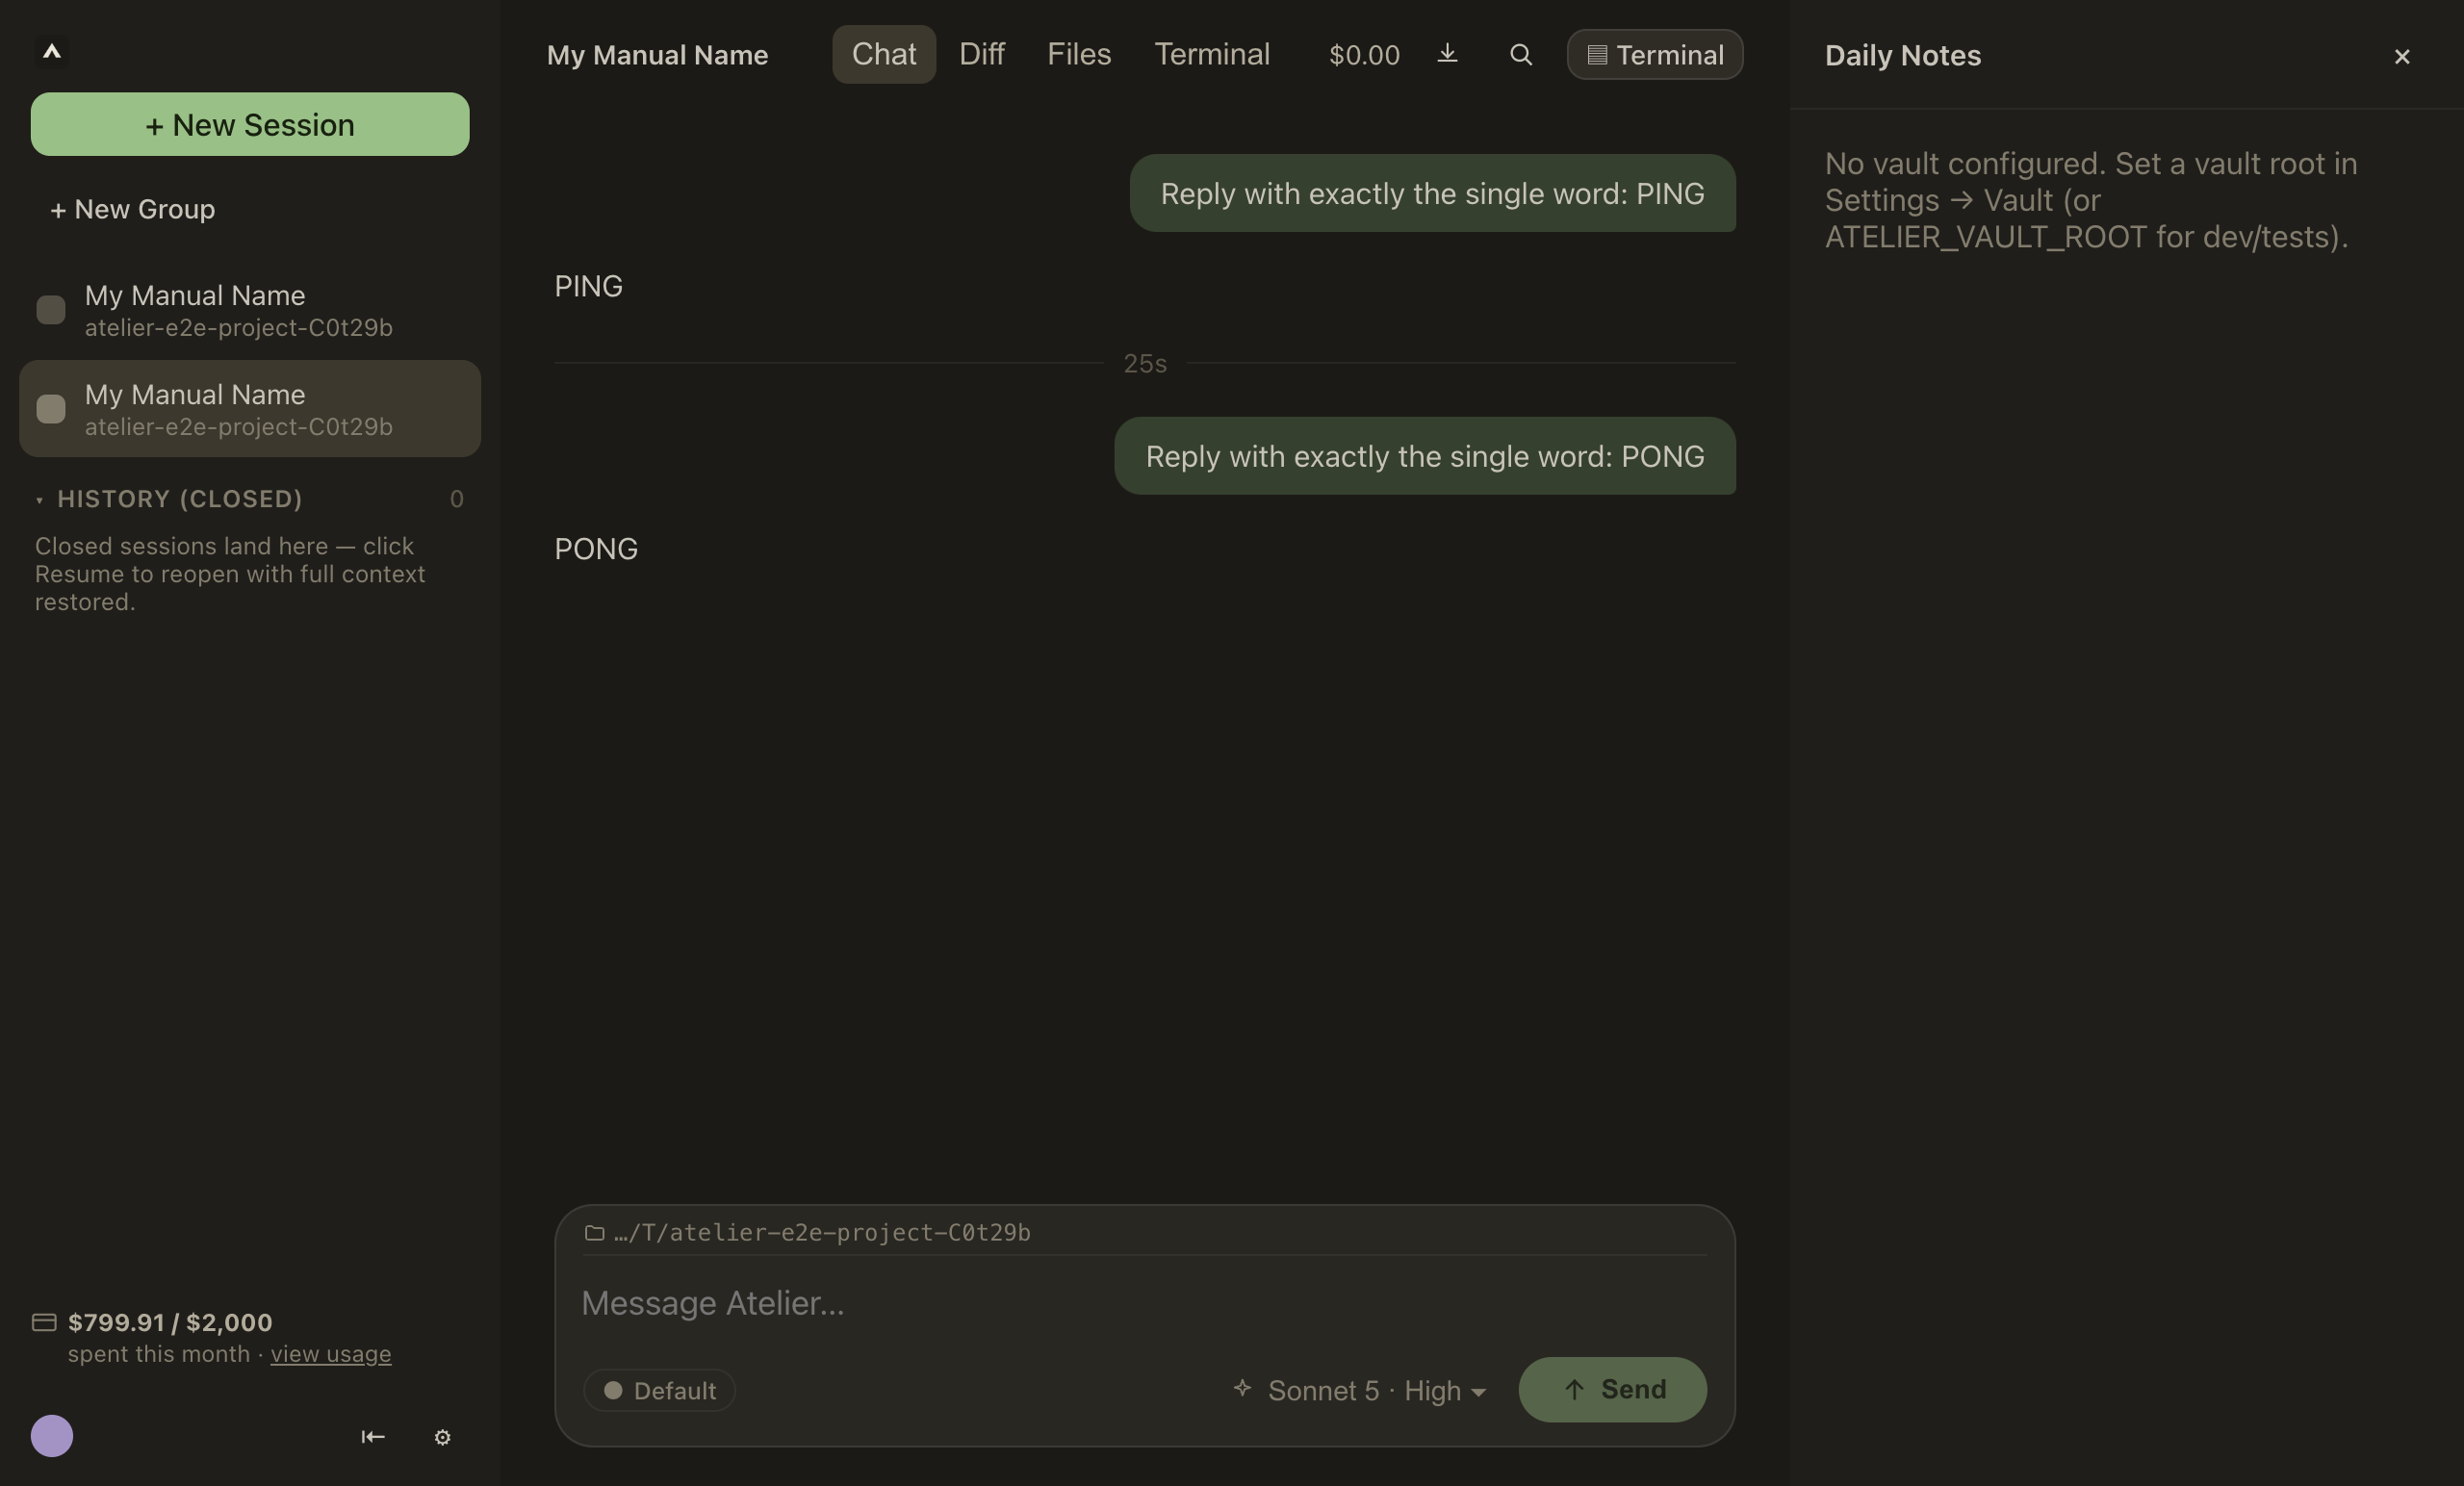 + New Session
+ New Group
My Manual Name
atelier-e2e-project-C0t29b
My Manual Name
atelier-e2e-project-C0t29b
HISTORY (CLOSED) 0
Closed sessions land here — click
Resume to reopen with full context
restored.
$799.91 / $2,000
spent this month · view usage
My Manual Name
Chat Diff Files Terminal
$0.00
Terminal
Reply with exactly the single word: PING
PING
25s
Reply with exactly the single word: PONG
PONG
…/T/atelier-e2e-project-C0t29b
Message Atelier...
Default
Sonnet 5 · High
Send
Daily Notes
No vault configured. Set a vault root in
Settings → Vault (or
ATELIER_VAULT_ROOT for dev/tests).